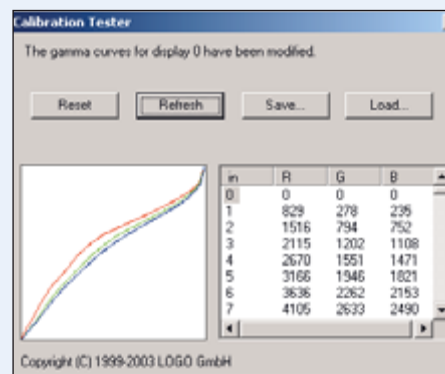 Calibration Tester
The gamma curves for display 0 have been modified.
Reset Refresh Save... Load...
in R G B
0 0 0 0
1 829 278 235
2 1516 794 752
3 2115 1202 1108
4 2670 1551 1471
5 3166 1946 1821
6 3636 2262 2153
7 4105 2633 2490
Copyright (C) 1999-2003 LOGO GmbH